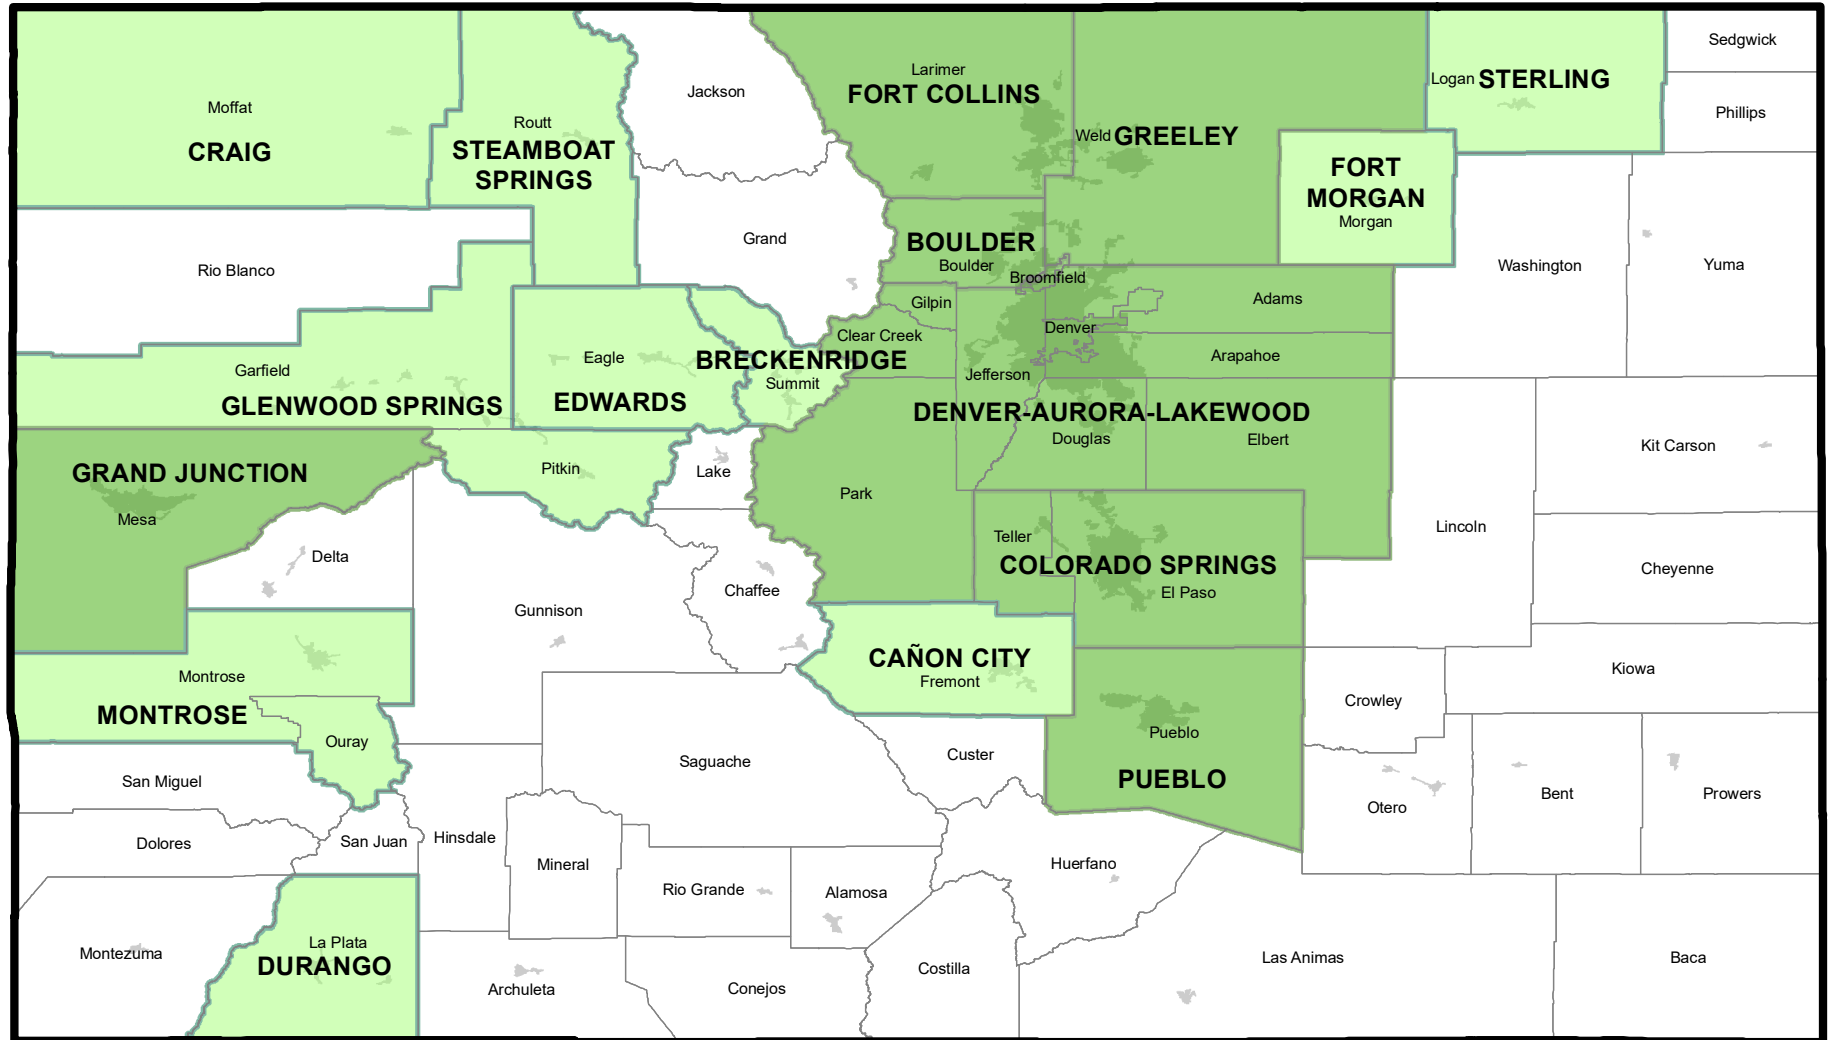 Sedgwick
Larimer
Logan STERLING
Jackson
FORT COLLINS
Moffat
Phillips
Routt
Weld GREELEY
CRAIG
STEAMBOAT
SPRINGS
FORT
MORGAN
Morgan
Grand
BOULDER
Boulder
Rio Blanco
Washington
Yuma
Broomfield
Gilpin
Adams
Clear Creek
Denver
Eagle
BRECKENRIDGE
Arapahoe
Garfield
Summit
Jefferson
GLENWOOD SPRINGS
EDWARDS
DENVER-AURORA-LAKEWOOD
Douglas
Elbert
Kit Carson
GRAND JUNCTION
Pitkin
Lake
Mesa
Park
Lincoln
Delta
Teller
COLORADO SPRINGS
Cheyenne
Chaffee
El Paso
Gunnison
CAÑON CITY
Fremont
Kiowa
Montrose
MONTROSE
Crowley
Ouray
Pueblo
PUEBLO
Custer
Saguache
San Miguel
Otero
Bent
Prowers
Dolores
San Juan
Hinsdale
Mineral
Huerfano
Rio Grande
Alamosa
La Plata
DURANGO
Montezuma
Las Animas
Baca
Costilla
Archuleta
Conejos